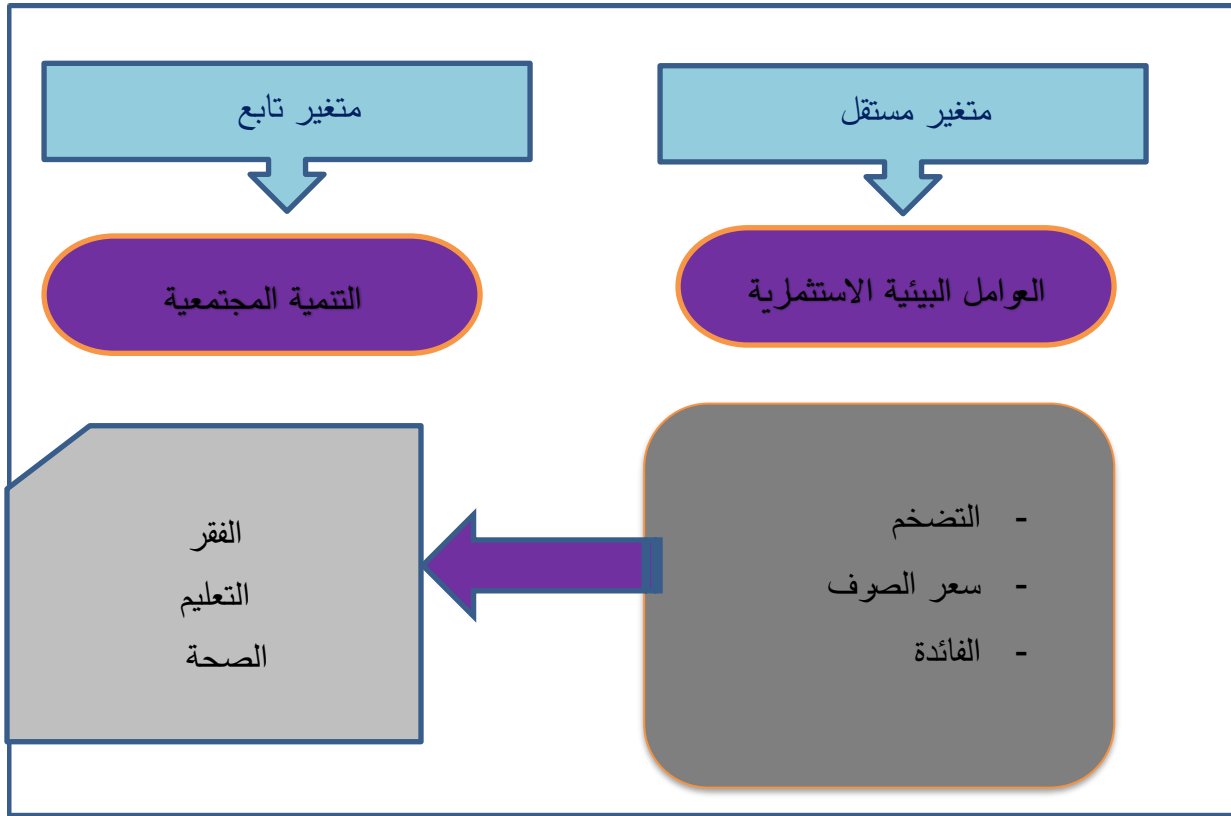 متغير مستقل
متغير تابع
العوامل البيئية الاستثمارية
التنمية المجتمعية
- التضخم
- سعر الصرف
- الفائدة
الفقر
التعليم
الصحة